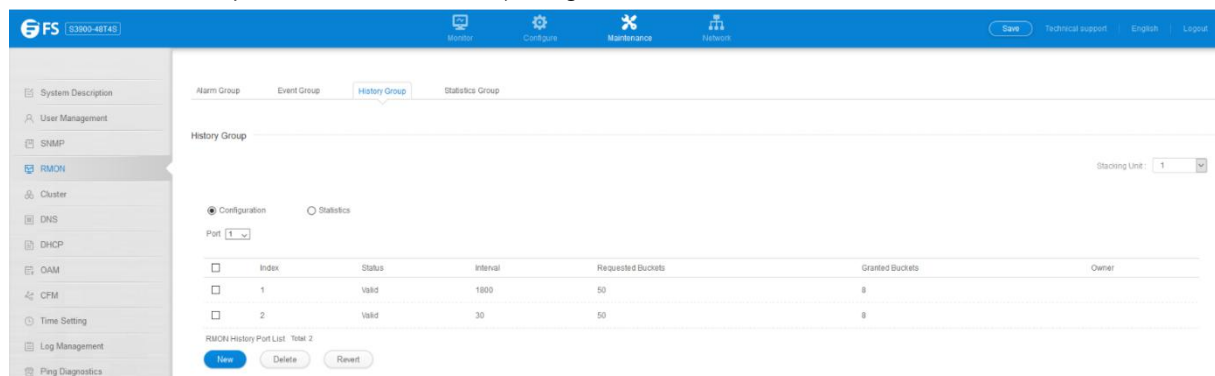 FS S3900-48T4S
Monitor Configure Maintenance Network
Save Technical support English Logout
System Description
User Management
SNMP
RMON
Cluster
DNS
DHCP
OAM
CFM
Time Setting
Log Management
Ping Diagnostics
Alarm Group Event Group History Group Statistics Group
History Group
Stacking Unit: 1
Configuration Statistics
Port 1
Index Status Interval Requested Buckets Granted Buckets Owner
1 Valid 1800 50 8
2 Valid 30 50 8
RMON History Port List Total 2
New Delete Revert